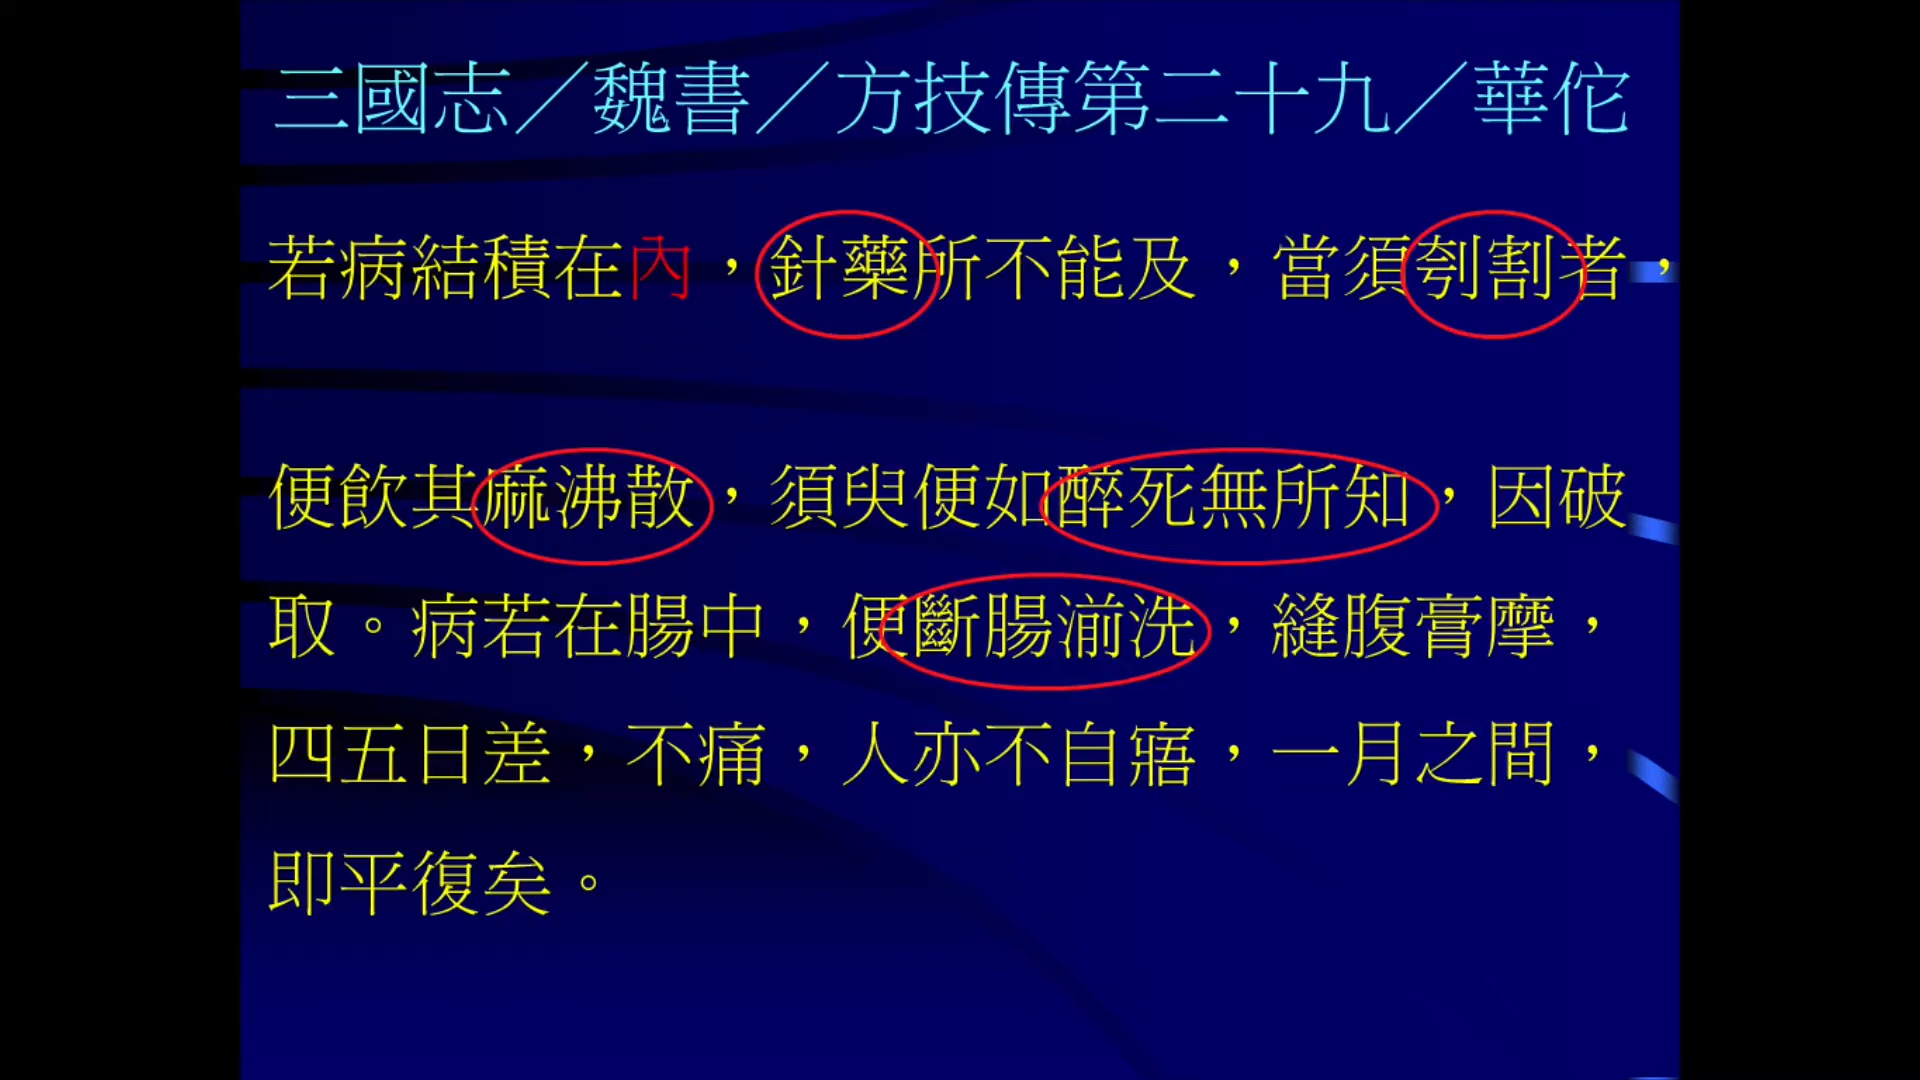 三國志／魏書／方技傳第二十九／華佗
若病結積在內，針藥所不能及，當須刳割者，
便飲其麻沸散，須臾便如醉死無所知，因破
取。病若在腸中，便斷腸湔洗，縫腹膏摩，
四五日差，不痛，人亦不自寤，一月之間，
即平復矣。